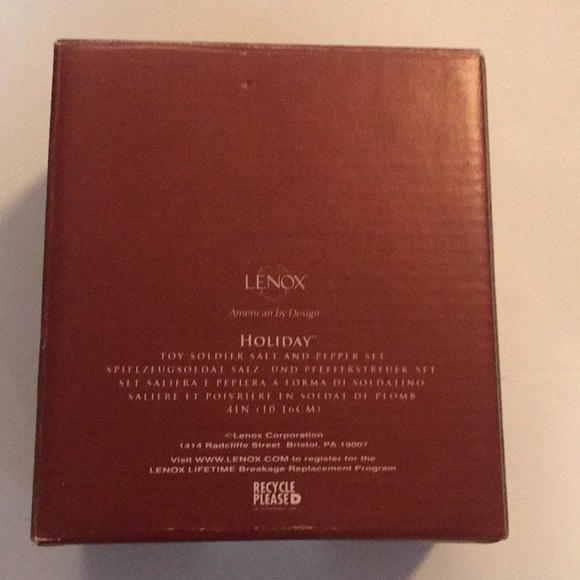 LENOX
American by Design
HOLIDAY™
TOY SOLDIER SALT AND PEPPER SET
SPIELZEUGSOLDAT SALZ- UND PFEFFERSTREUER SET
SET SALIERA E PEPIERA A FORMA DI SOLDATINO
SALIÈRE ET POIVRIÈRE EN SOLDAT DE PLOMB
4IN (10.16CM)
©Lenox Corporation
1414 Radcliffe Street Bristol, PA 19007
Visit WWW.LENOX.COM to register for the
LENOX LIFETIME Breakage Replacement Program
RECYCLE
PLEASE